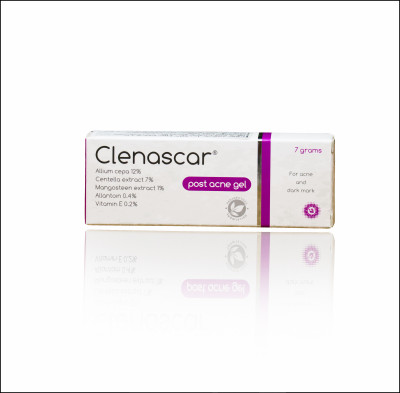 Clenascar®
Allium cepa 12%
Centella extract 7%
Mangosteen extract 1%
Allantoin 0.4%
Vitamin E 0.2%
post acne gel
7 grams
For acne
and
dark mark